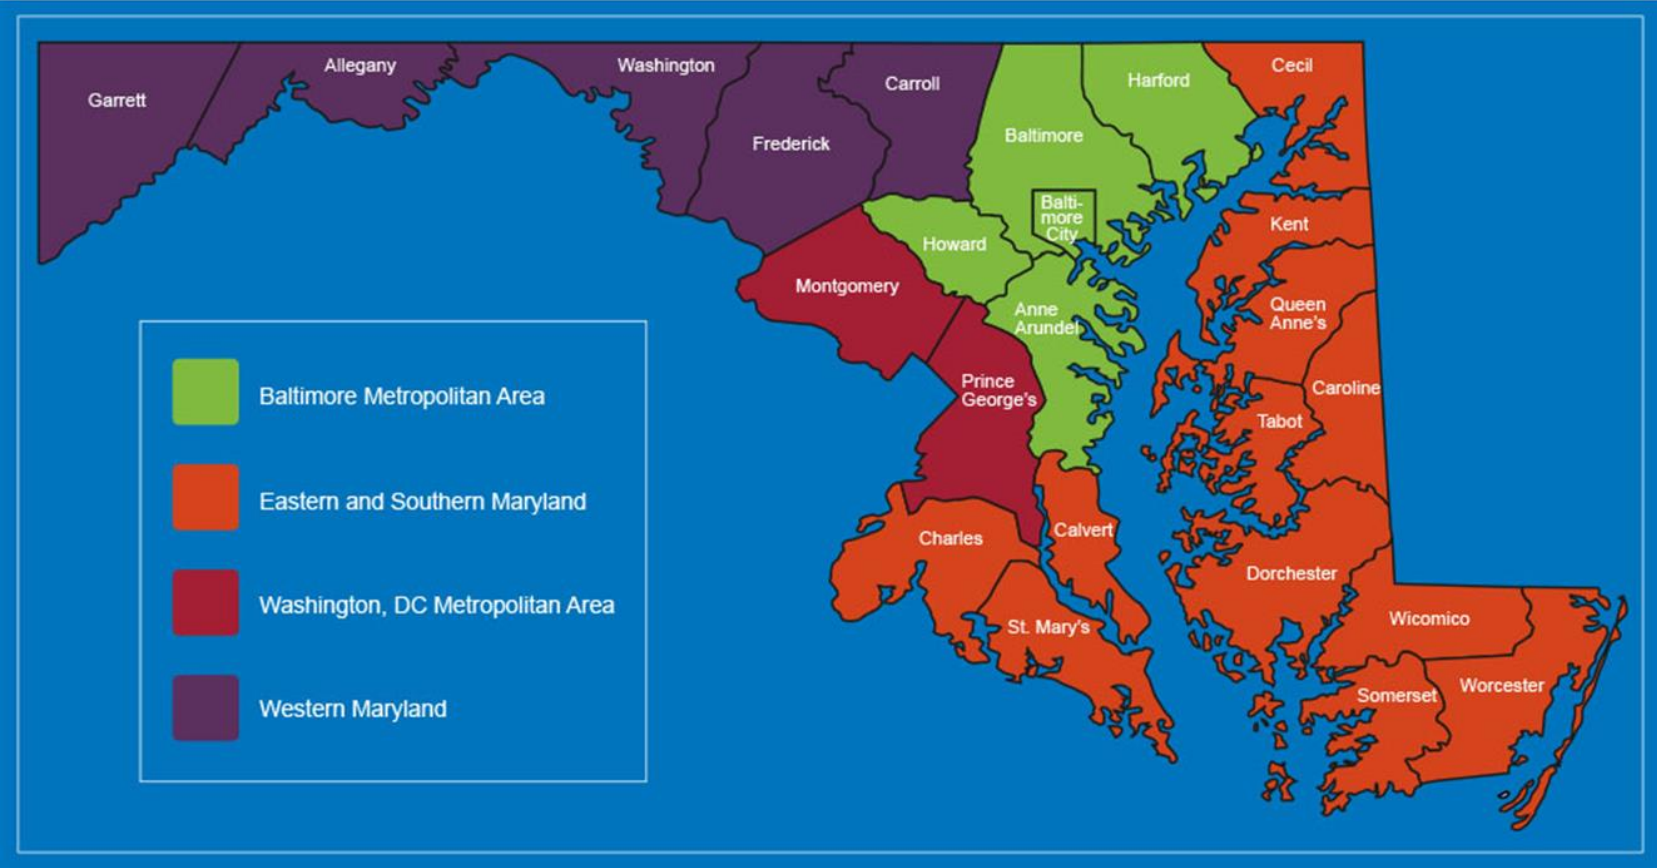 Garrett
Allegany
Washington
Frederick
Carroll
Baltimore
Harford
Cecil
Balti-
more
City
Howard
Kent
Montgomery
Anne
Arundel
Queen
Anne's
Prince
George's
Caroline
Tabot
Charles
Calvert
Dorchester
St. Mary's
Wicomico
Somerset
Worcester
Baltimore Metropolitan Area
Eastern and Southern Maryland
Washington, DC Metropolitan Area
Western Maryland